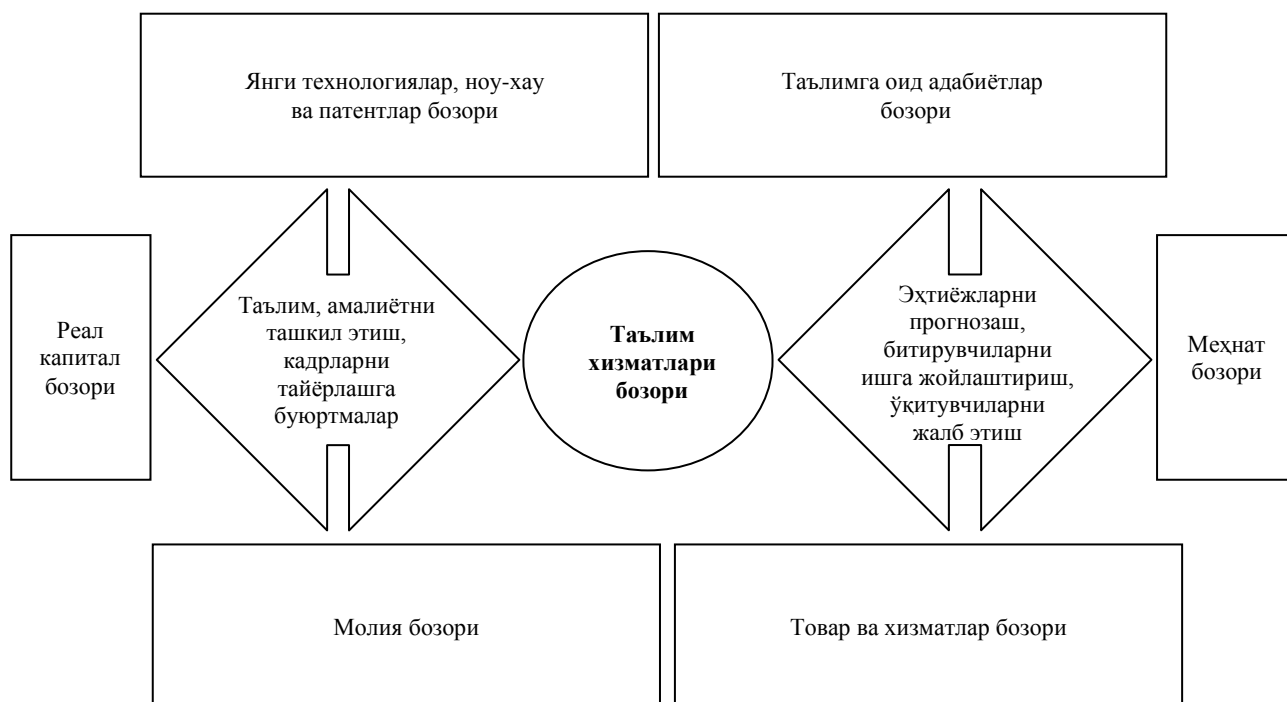 Янги технологиялар, ноу-хау
ва патентлар бозори
Таълимга оид адабиётлар
бозори
Реал
капитал
бозори
Таълим, амалиётни
ташкил этиш,
кадрларни
тайёрлашга
буюртмалар
Таълим
хизматлари
бозори
Эҳтиёжларни
прогнозаш,
битирувчиларни
ишга жойлаштириш,
ўқитувчиларни
жалб этиш
Меҳнат
бозори
Молия бозори
Товар ва хизматлар бозори